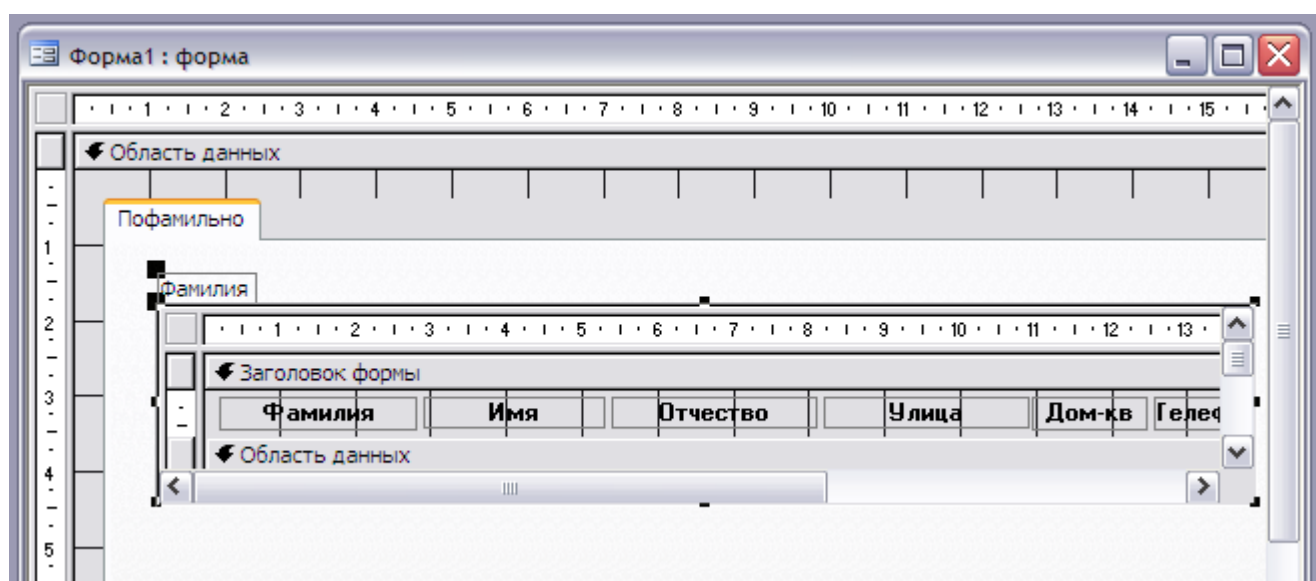 Форма1 : форма
1 2 3 4 5 6 7 8 9 10 11 12 13 14 15
Область данных
Пофамильно
1
Фамилия
2
1 2 3 4 5 6 7 8 9 10 11 12 13
Заголовок формы
3
Фамилия Имя Отчество Улица Дом-кв Телеф
Область данных
4
5